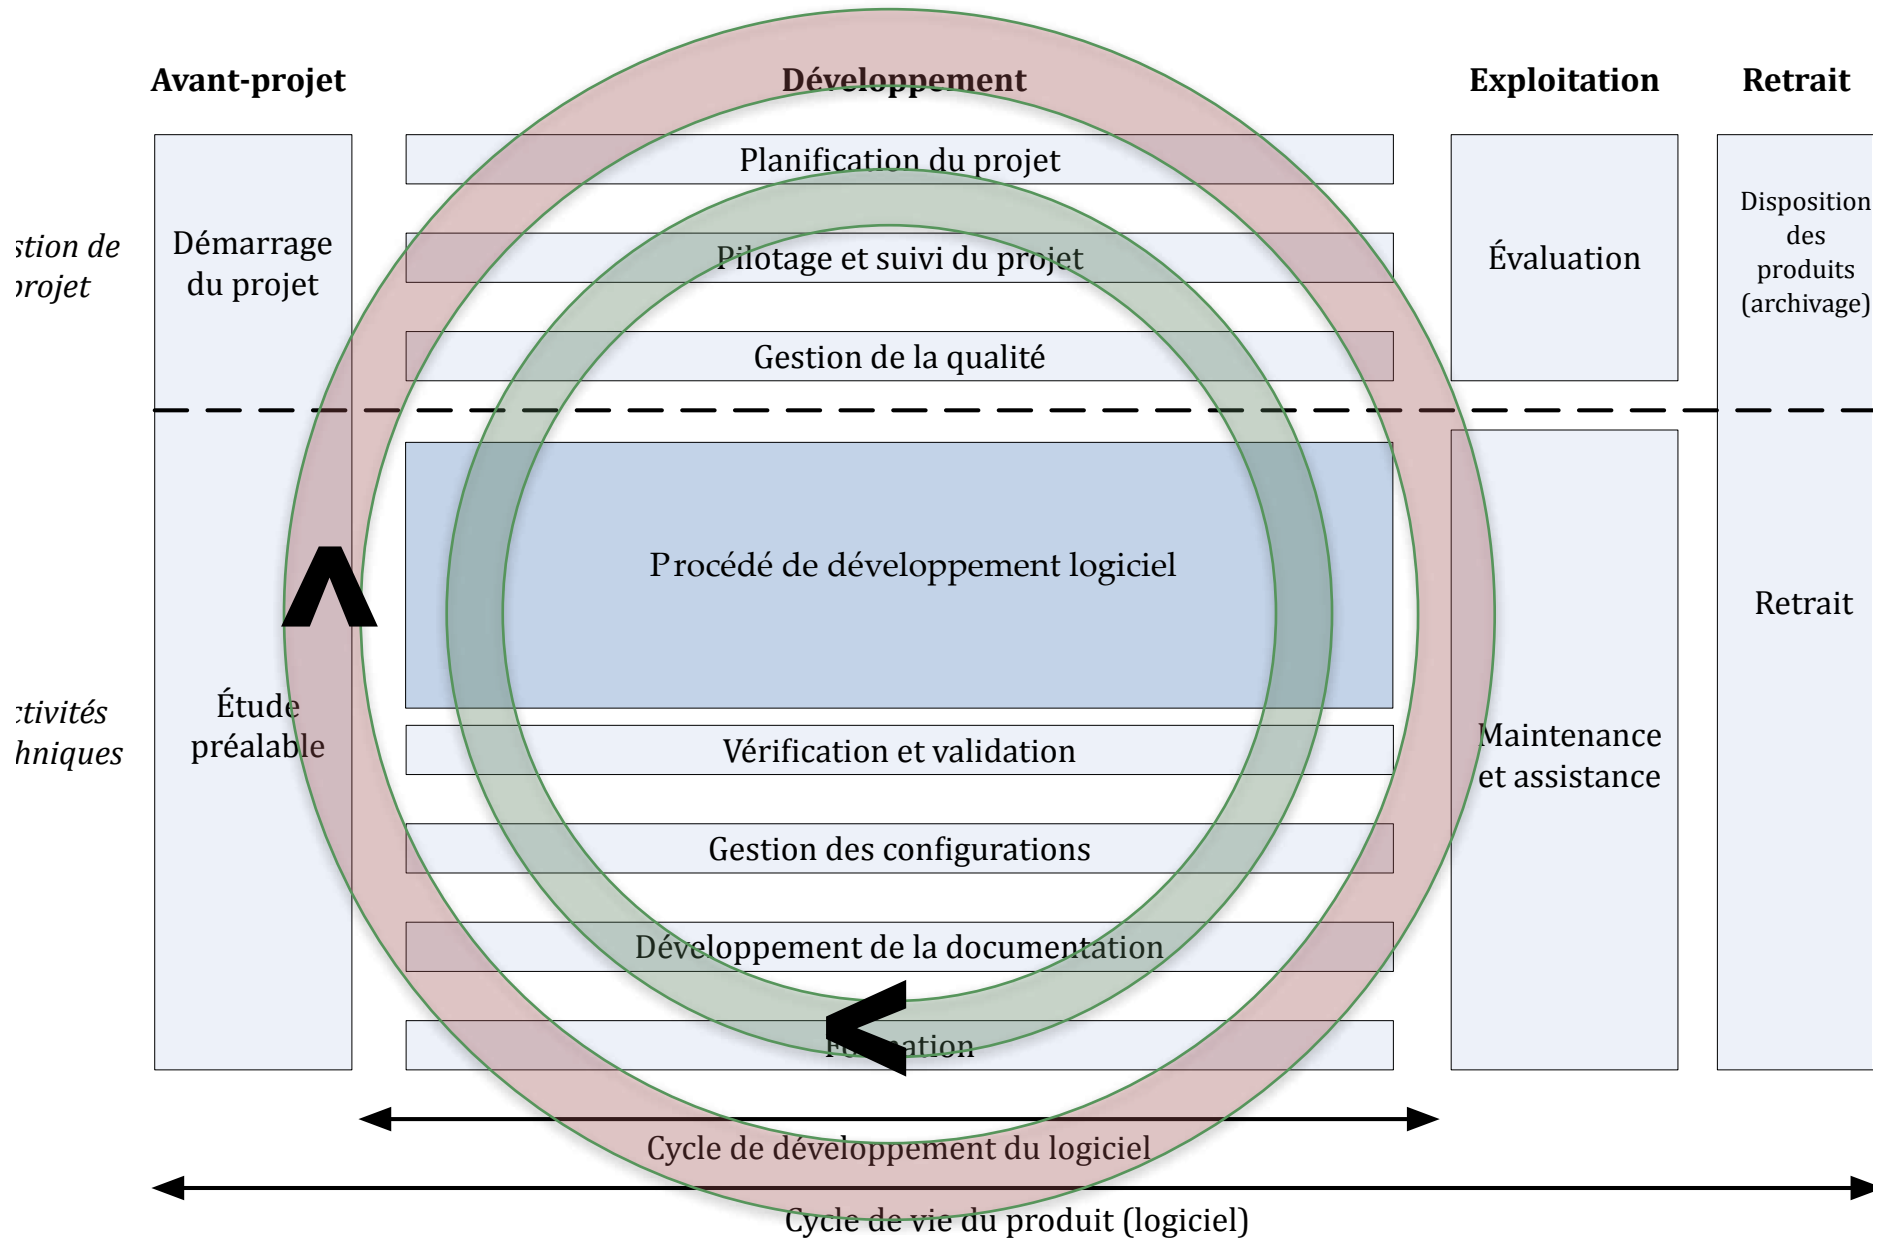 Avant-projet
Développement
Exploitation
Retrait
stion de
projet
Démarrage
du projet
Planification du projet
Pilotage et suivi du projet
Gestion de la qualité
Évaluation
Disposition
des
produits
(archivage)
ctivités
hniques
Étude
préalable
Procédé de développement logiciel
Vérification et validation
Gestion des configurations
Développement de la documentation
Formation
Maintenance
et assistance
Retrait
Cycle de développement du logiciel
Cycle de vie du produit (logiciel)